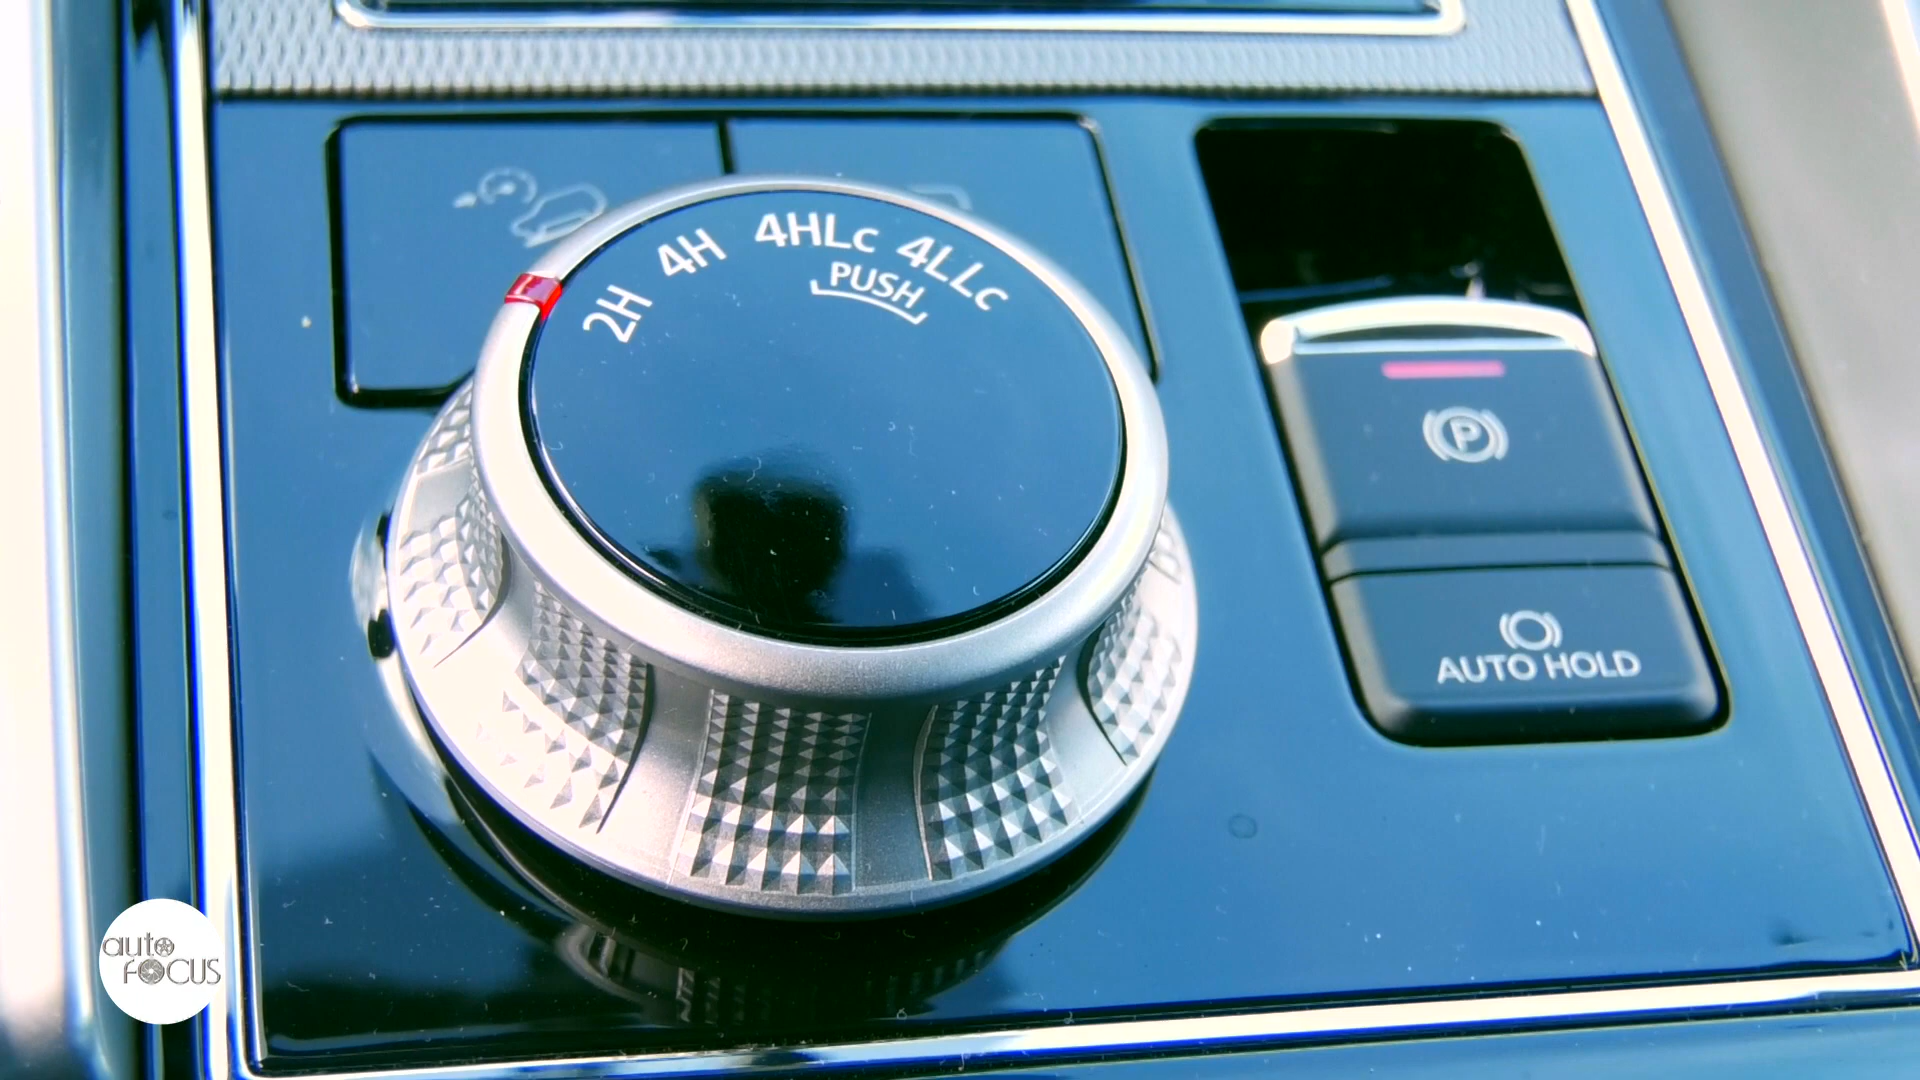 2H 4H 4HLc 4LLc
PUSH
P
AUTO HOLD
auto
FOCUS